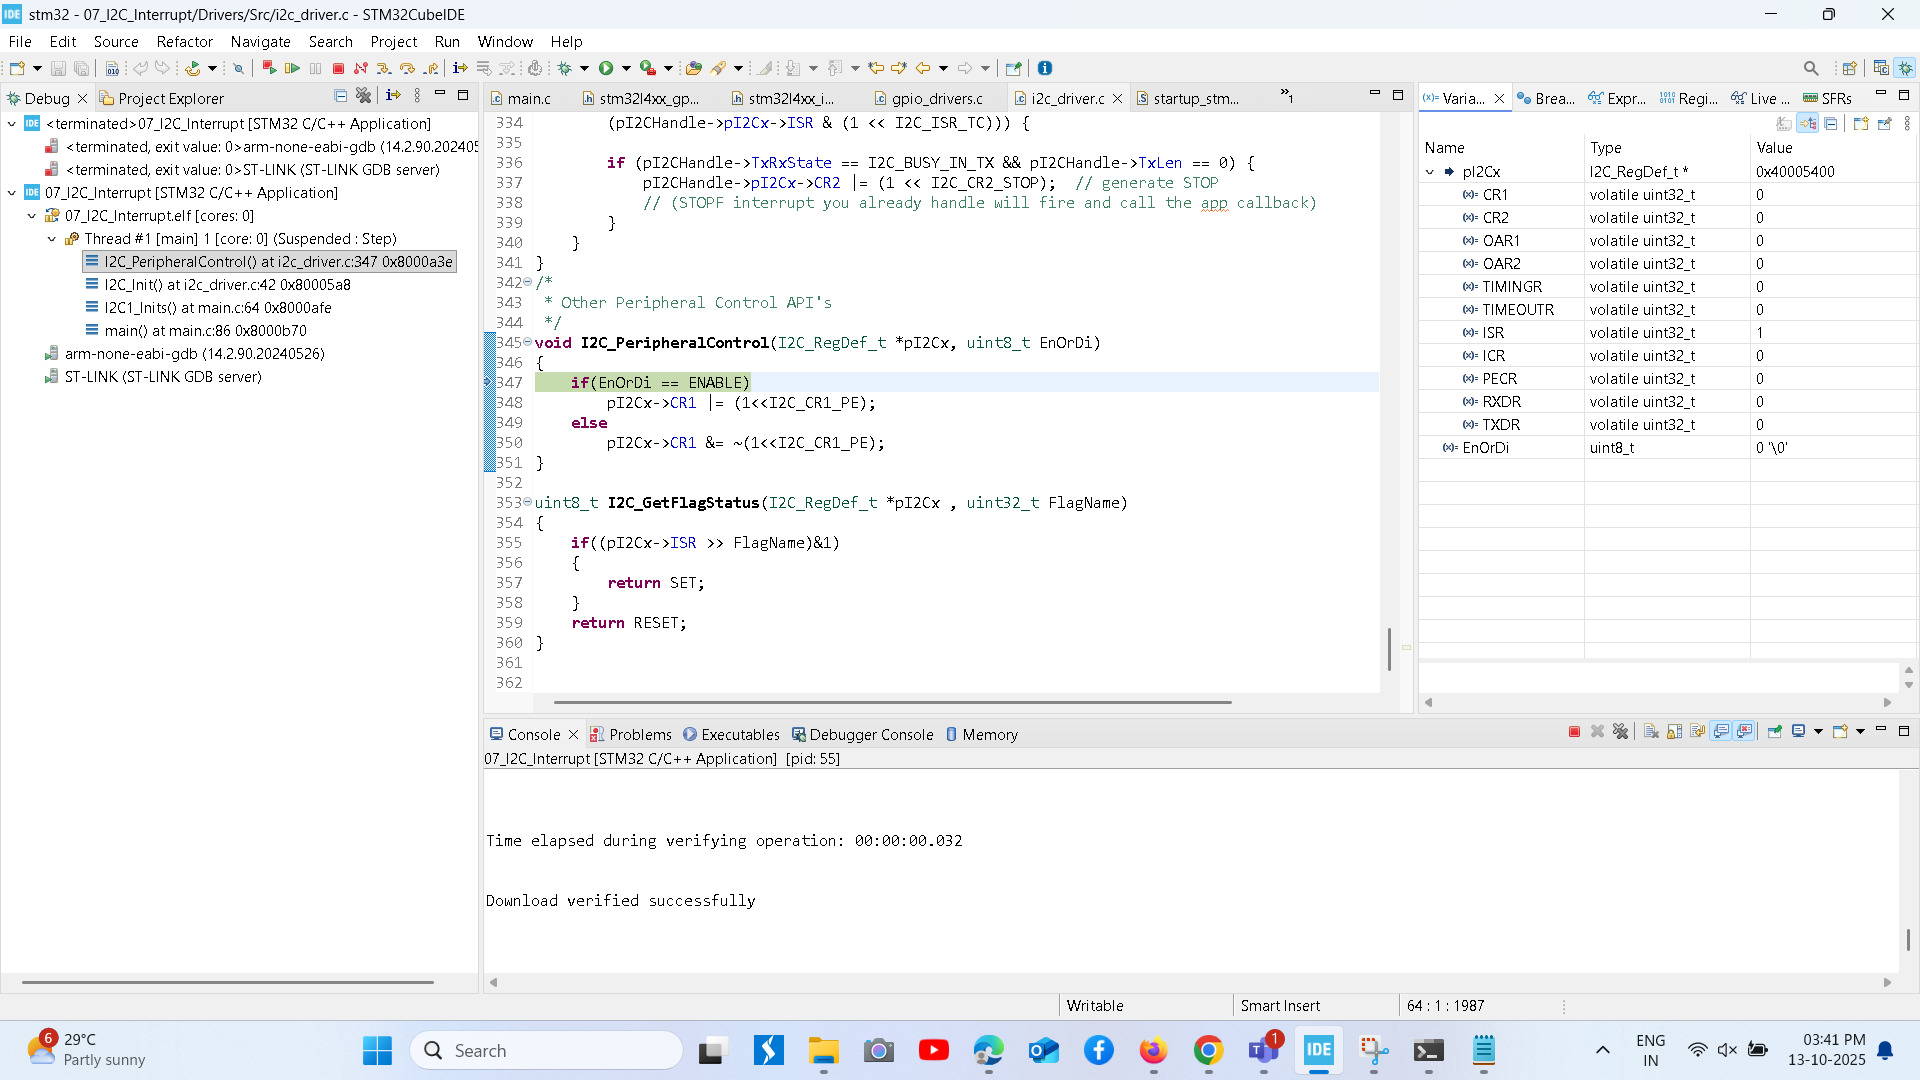 IDE stm32 - 07_I2C_Interrupt/Drivers/Src/i2c_driver.c - STM32CubeIDE
File Edit Source Refactor Navigate Search Project Run Window Help
Debug Project Explorer
<terminated>07_I2C_Interrupt [STM32 C/C++ Application]
<terminated, exit value: 0>arm-none-eabi-gdb (14.2.90.202405
<terminated, exit value: 0>ST-LINK (ST-LINK GDB server)
IDE 07_I2C_Interrupt [STM32 C/C++ Application]
07_I2C_Interrupt.elf [cores: 0]
Thread #1 [main] 1 [core: 0] (Suspended : Step)
I2C_PeripheralControl() at i2c_driver.c:347 0x8000a3e
I2C_Init() at i2c_driver.c:42 0x80005a8
I2C1_Inits() at main.c:64 0x8000afe
main() at main.c:86 0x8000b70
arm-none-eabi-gdb (14.2.90.20240526)
ST-LINK (ST-LINK GDB server)
main.c stm32l4xx_gp... stm32l4xx_i... gpio_drivers.c i2c_driver.c startup_stm... »1
334 (pI2CHandle->pI2Cx->ISR & (1 << I2C_ISR_TC))) {
335
336 if (pI2CHandle->TxRxState == I2C_BUSY_IN_TX && pI2CHandle->TxLen == 0) {
337 pI2CHandle->pI2Cx->CR2 |= (1 << I2C_CR2_STOP);  // generate STOP
338 // (STOPF interrupt you already handle will fire and call the app callback)
339 }
340 }
341 }
342 /*
343 * Other Peripheral Control API's
344 */
345 void I2C_PeripheralControl(I2C_RegDef_t *pI2Cx, uint8_t EnOrDi)
346 {
347 if(EnOrDi == ENABLE)
348 pI2Cx->CR1 |= (1<<I2C_CR1_PE);
349 else
350 pI2Cx->CR1 &= ~(1<<I2C_CR1_PE);
351 }
352
353 uint8_t I2C_GetFlagStatus(I2C_RegDef_t *pI2Cx , uint32_t FlagName)
354 {
355 if((pI2Cx->ISR >> FlagName)&1)
356 {
357 return SET;
358 }
359 return RESET;
360 }
361
362
Varia... Brea... Expr... Regi... Live ... SFRs
Name Type Value
pI2Cx I2C_RegDef_t * 0x40005400
CR1 volatile uint32_t 0
CR2 volatile uint32_t 0
OAR1 volatile uint32_t 0
OAR2 volatile uint32_t 0
TIMINGR volatile uint32_t 0
TIMEOUTR volatile uint32_t 0
ISR volatile uint32_t 1
ICR volatile uint32_t 0
PECR volatile uint32_t 0
RXDR volatile uint32_t 0
TXDR volatile uint32_t 0
EnOrDi uint8_t 0 '\0'
Console Problems Executables Debugger Console Memory
07_I2C_Interrupt [STM32 C/C++ Application] [pid: 55]
Time elapsed during verifying operation: 00:00:00.032
Download verified successfully
Writable Smart Insert 64 : 1 : 1987
6 29°C
Partly sunny
Search
1
IDE
ENG
IN
03:41 PM
13-10-2025